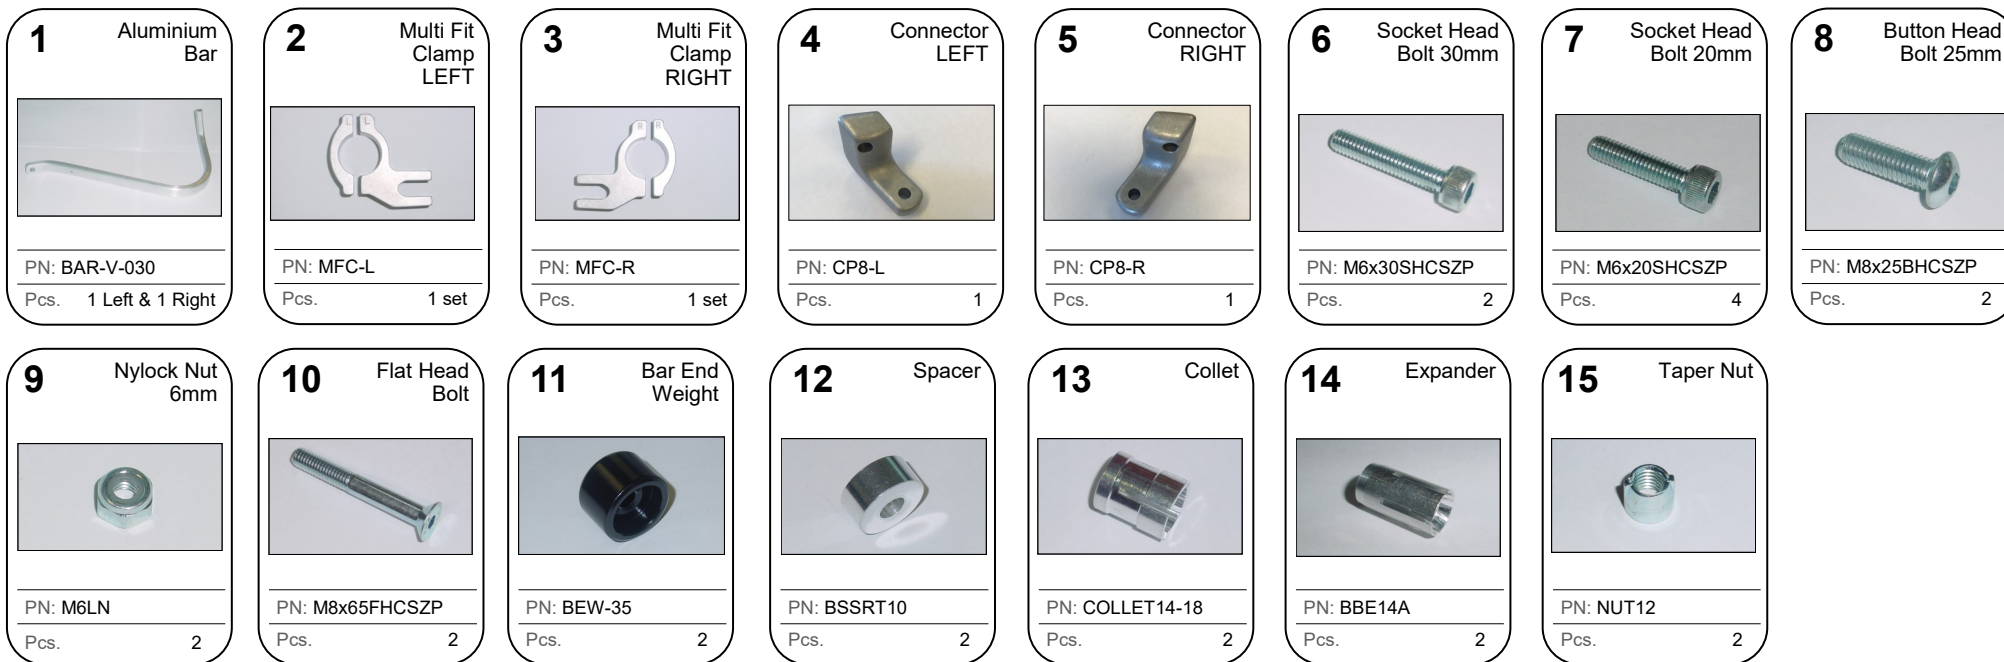 1
Aluminium
Bar
PN: BAR-V-030
Pcs. 1 Left & 1 Right
2
Multi Fit
Clamp
LEFT
L L
PN: MFC-L
Pcs. 1 set
3
Multi Fit
Clamp
RIGHT
R R
PN: MFC-R
Pcs. 1 set
4
Connector
LEFT
PN: CP8-L
Pcs. 1
5
Connector
RIGHT
PN: CP8-R
Pcs. 1
6
Socket Head
Bolt 30mm
PN: M6x30SHCSZP
Pcs. 2
7
Socket Head
Bolt 20mm
PN: M6x20SHCSZP
Pcs. 4
8
Button Head
Bolt 25mm
PN: M8x25BHCSZP
Pcs. 2
9
Nylock Nut
6mm
PN: M6LN
Pcs. 2
10
Flat Head
Bolt
PN: M8x65FHCSZP
Pcs. 2
11
Bar End
Weight
PN: BEW-35
Pcs. 2
12
Spacer
PN: BSSRT10
Pcs. 2
13
Collet
PN: COLLET14-18
Pcs. 2
14
Expander
PN: BBE14A
Pcs. 2
15
Taper Nut
PN: NUT12
Pcs. 2